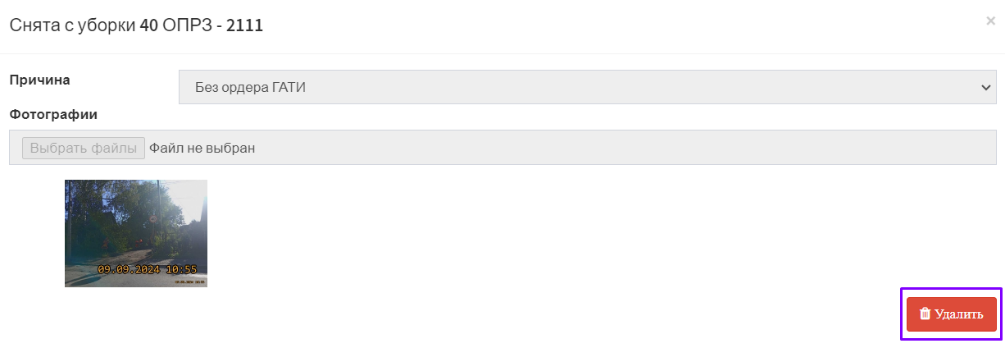 Снята с уборки 40 ОПРЗ - 2111
×
Причина
Без ордера ГАТИ
Фотографии
Выбрать файлы Файл не выбран
09.09.2024 10:55
Удалить